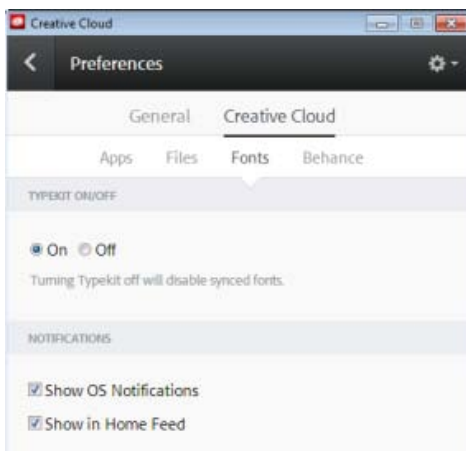 Creative Cloud
Preferences
General Creative Cloud
Apps Files Fonts Behance
TYPEKIT ON/OFF
On Off
Turning Typekit off will disable synced fonts.
NOTIFICATIONS
Show OS Notifications
Show in Home Feed